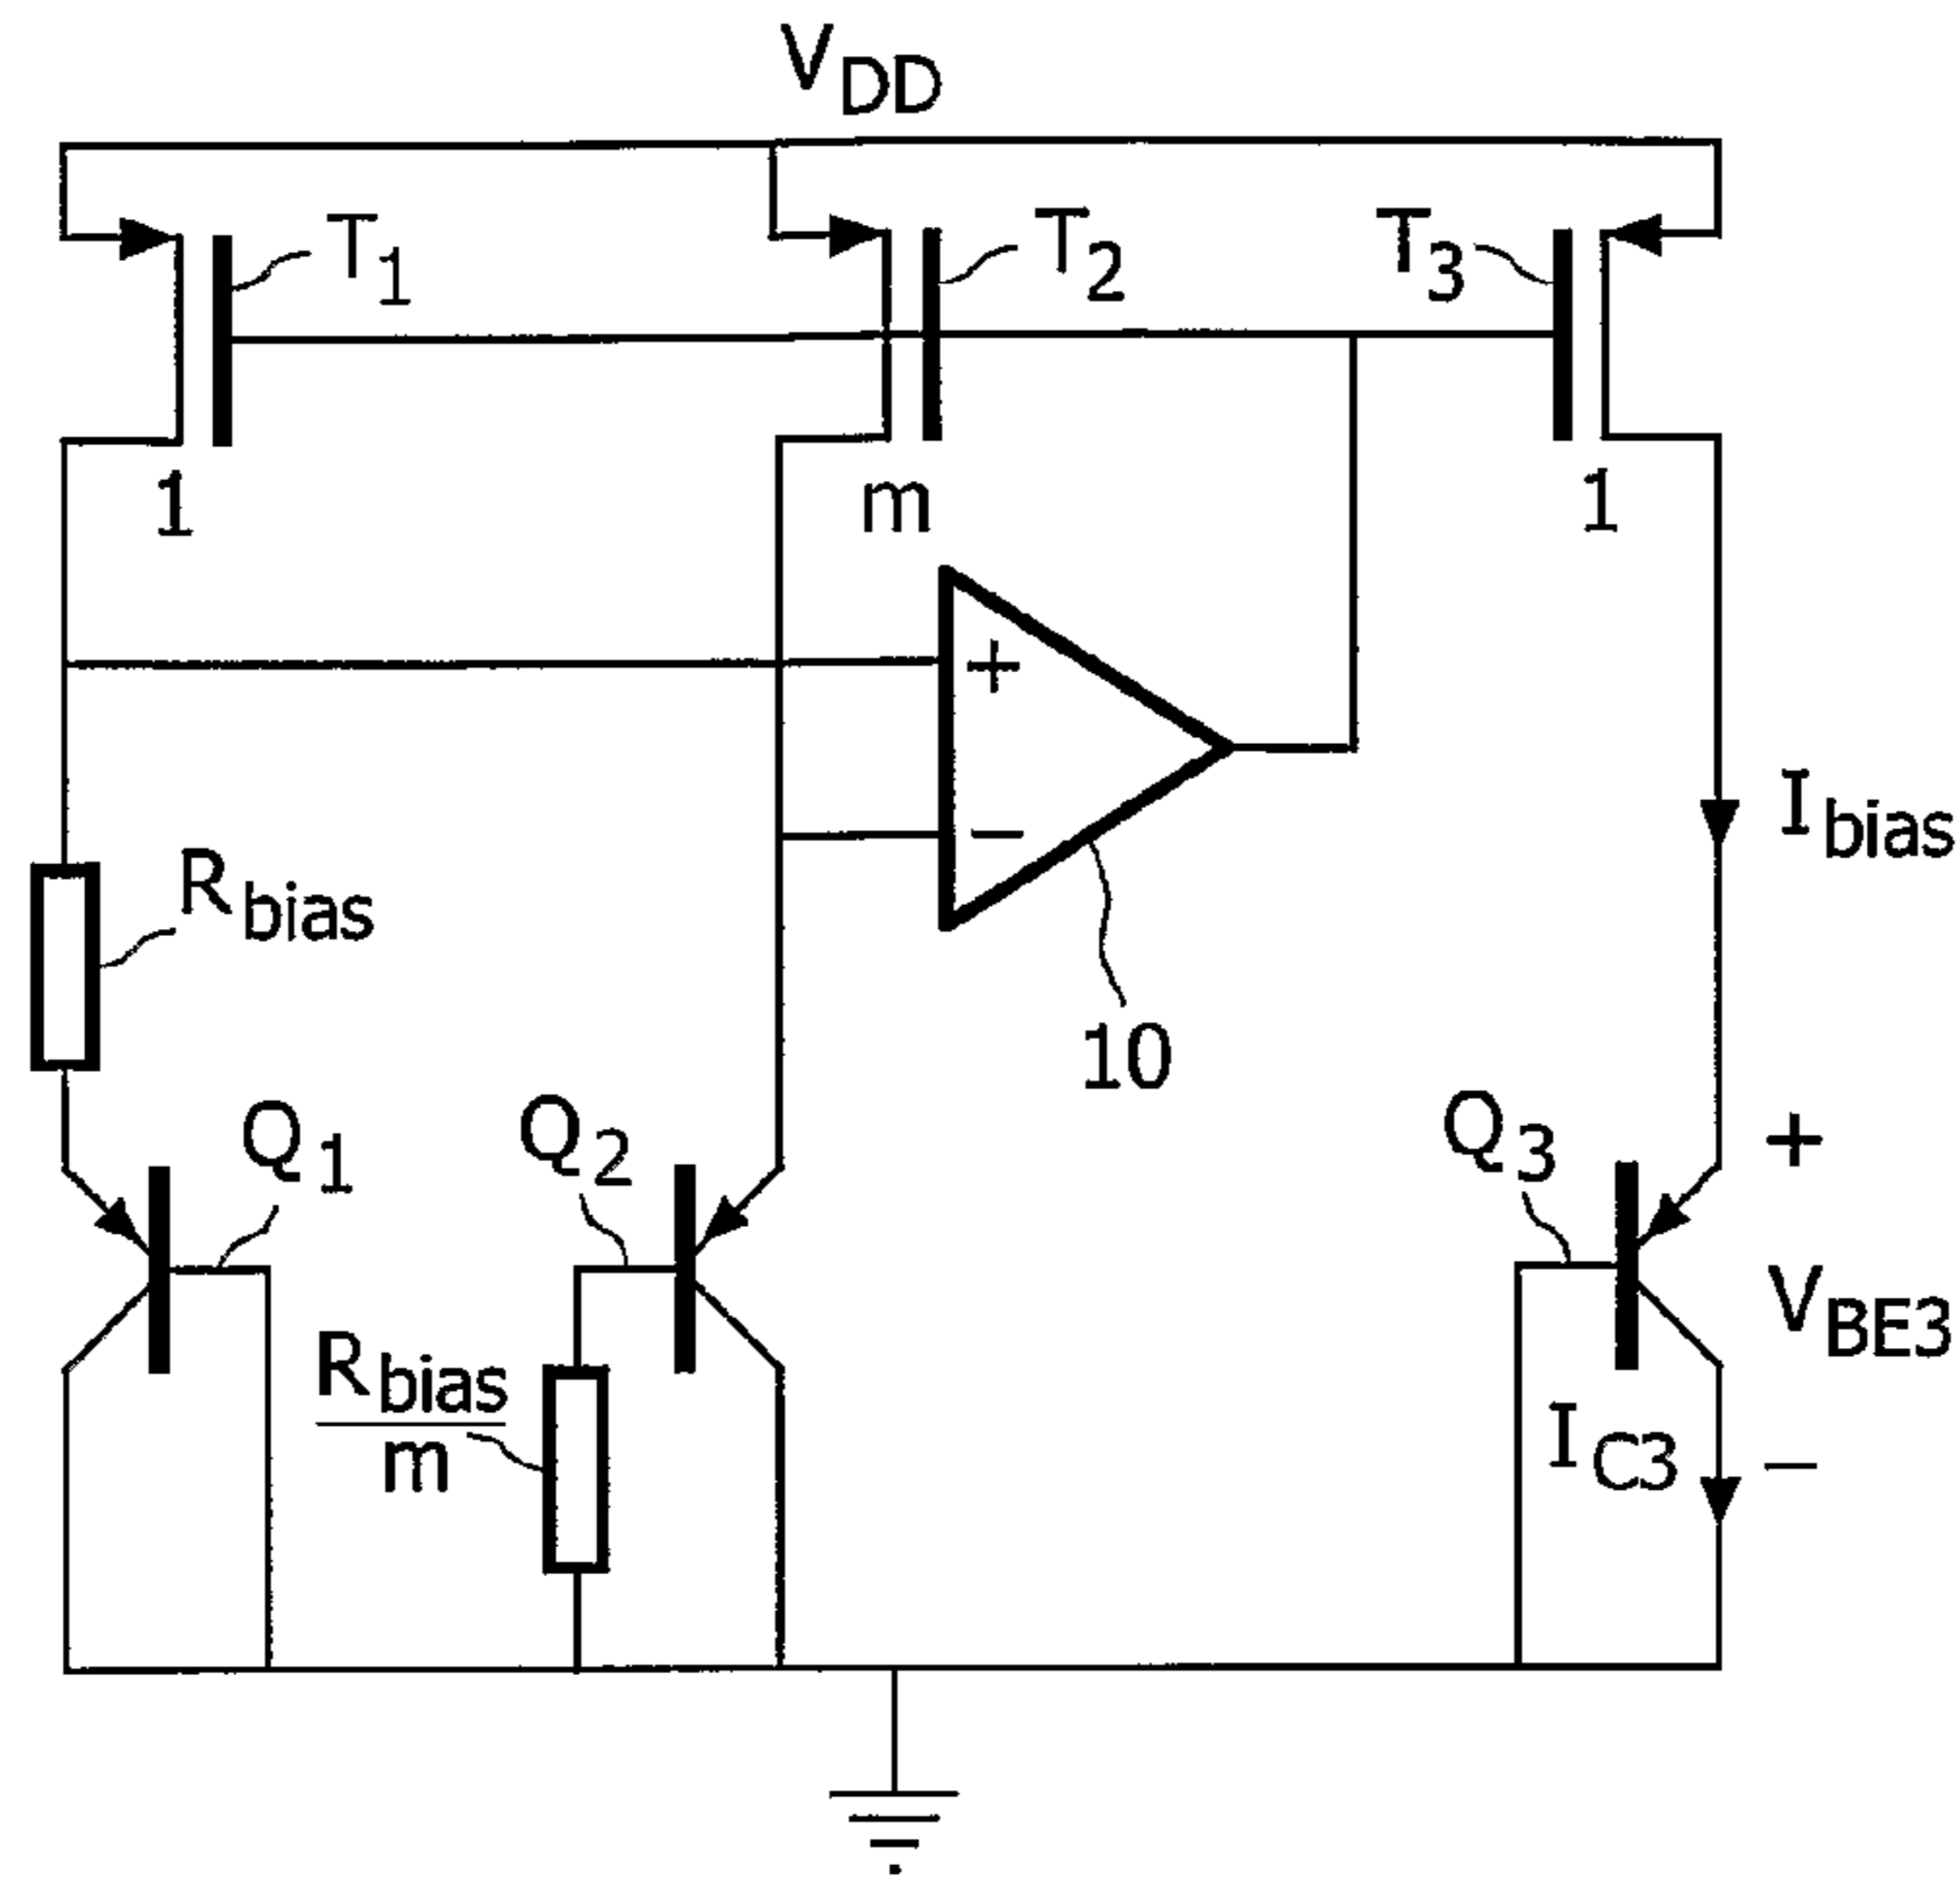 VDD
T1
T2
T3
1
m
1
+
−
Ibias
Rbias
10
Q1
Q2
Q3
+
VBE3
Rbias
m
IC3
−